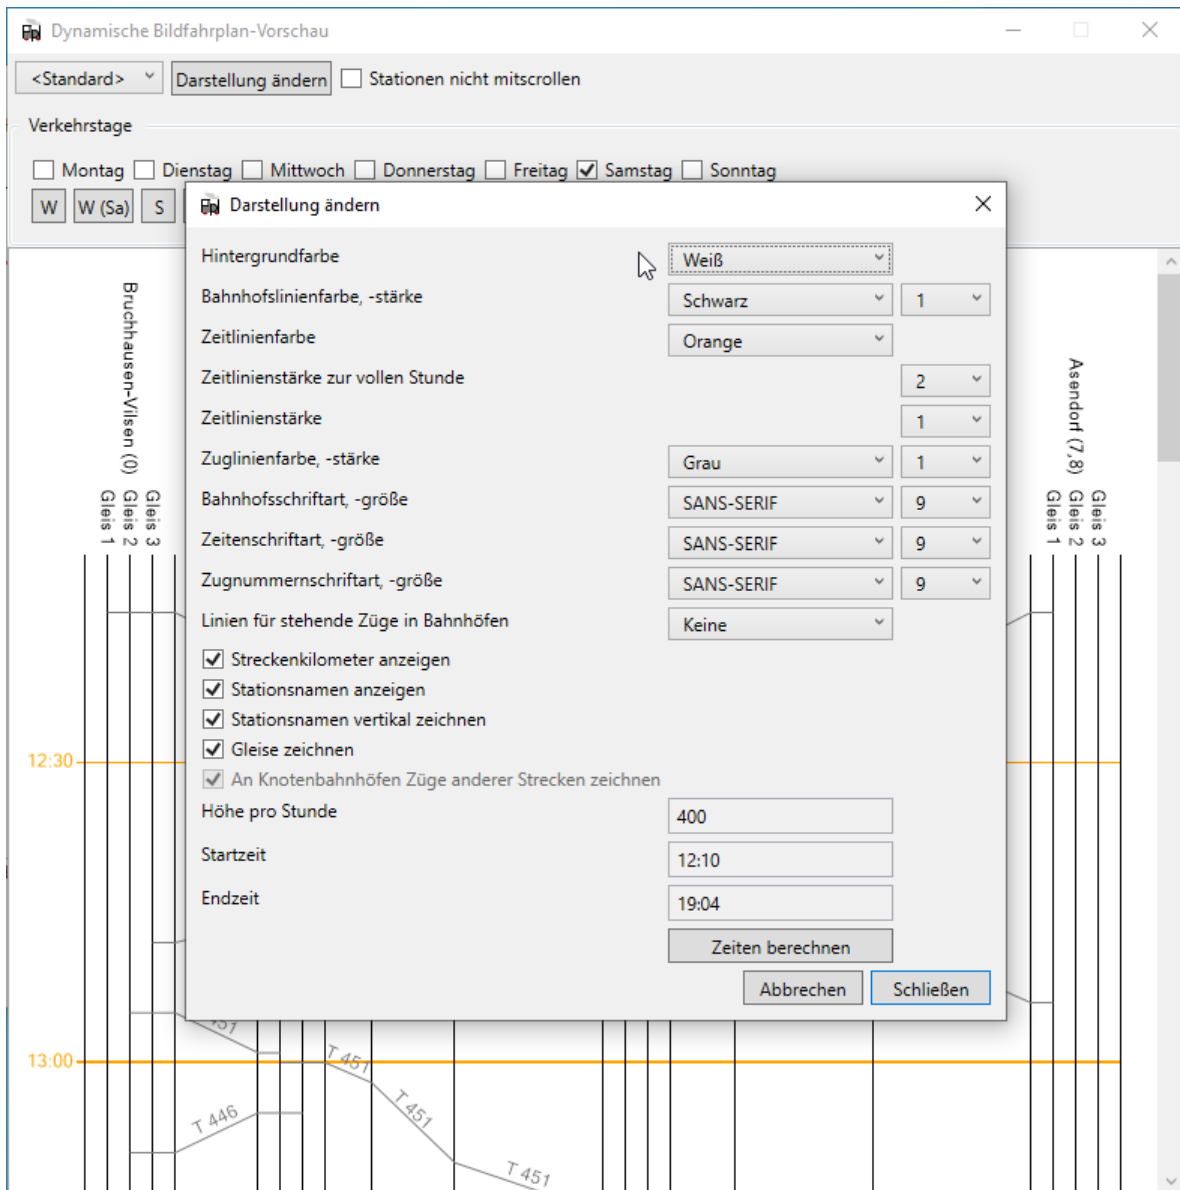 Dynamische Bildfahrplan-Vorschau
<Standard> Darstellung ändern Stationen nicht mitscrollen
Verkehrstage
Montag Dienstag Mittwoch Donnerstag Freitag Samstag Sonntag
W W (Sa) S
Darstellung ändern
Hintergrundfarbe Weiß
Bahnhofslinienfarbe, -stärke Schwarz 1
Zeitlinienfarbe Orange
Zeitlinienstärke zur vollen Stunde 2
Zeitlinienstärke 1
Zuglinienfarbe, -stärke Grau 1
Bahnhofsschriftart, -größe SANS-SERIF 9
Zeitenschriftart, -größe SANS-SERIF 9
Zugnummernschriftart, -größe SANS-SERIF 9
Linien für stehende Züge in Bahnhöfen Keine
Streckenkilometer anzeigen
Stationsnamen anzeigen
Stationsnamen vertikal zeichnen
Gleise zeichnen
An Knotenbahnhöfen Züge anderer Strecken zeichnen
Höhe pro Stunde 400
Startzeit 12:10
Endzeit 19:04
Zeiten berechnen
Abbrechen Schließen
Bruchhausen-Vilsen (0)
Gleis 1
Gleis 2
Gleis 3
Asendorf (7,8)
Gleis 1
Gleis 2
Gleis 3
12:30
13:00
451
T 451
T 451
T 446
T 451